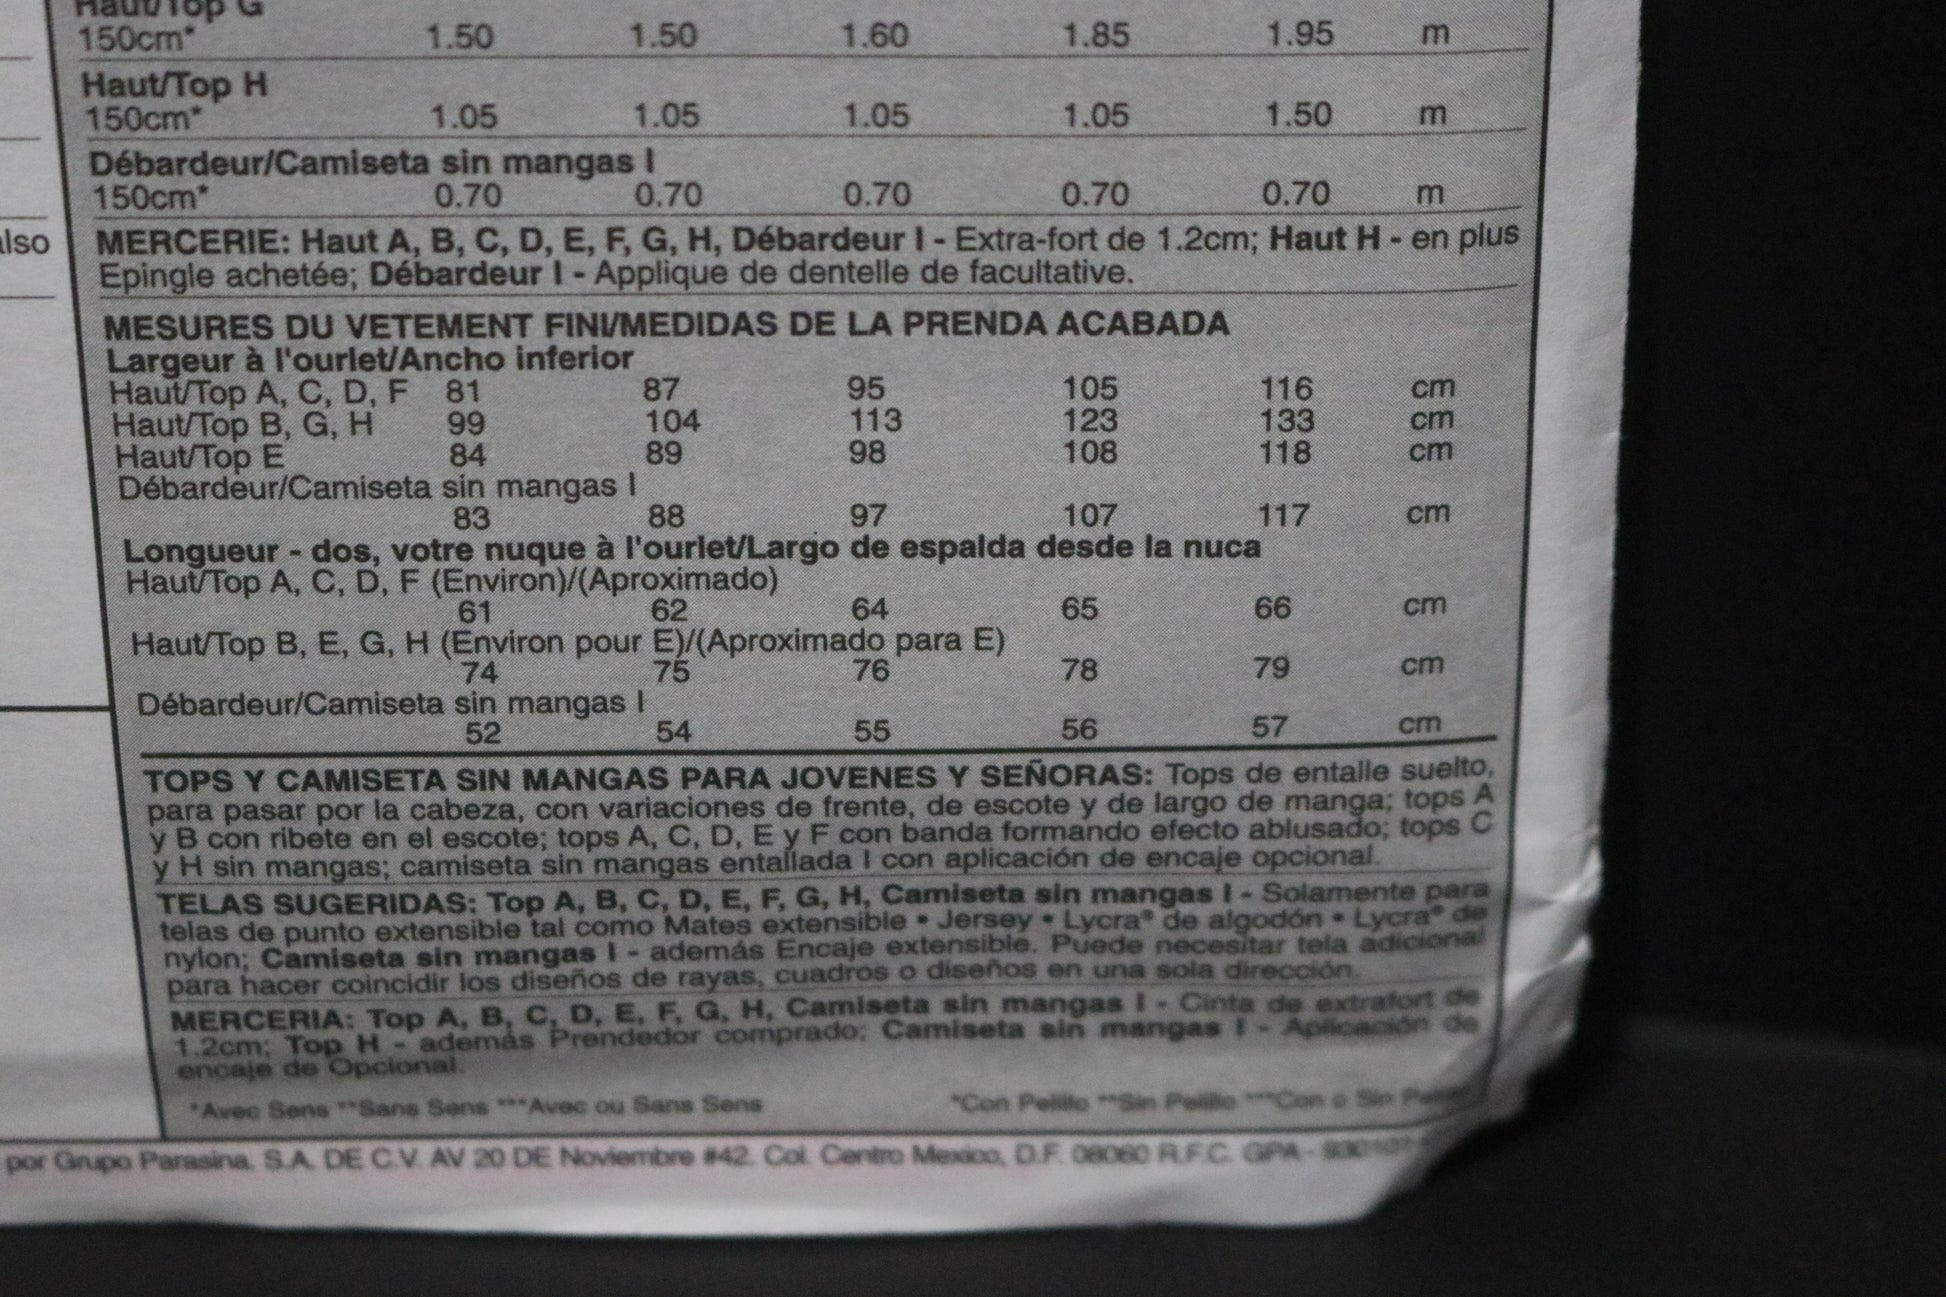 Haut/Top G
150cm* 1.50 1.50 1.60 1.85 1.95 m
Haut/Top H
150cm* 1.05 1.05 1.05 1.05 1.50 m
Débardeur/Camiseta sin mangas I
150cm* 0.70 0.70 0.70 0.70 0.70 m
also
MERCERIE: Haut A, B, C, D, E, F, G, H, Débardeur I - Extra-fort de 1.2cm; Haut H - en plus
Epingle achetée; Débardeur I - Applique de dentelle de facultative.
MESURES DU VETEMENT FINI/MEDIDAS DE LA PRENDA ACABADA
Largeur à l'ourlet/Ancho inferior
Haut/Top A, C, D, F 81 87 95 105 116 cm
Haut/Top B, G, H 99 104 113 123 133 cm
Haut/Top E 84 89 98 108 118 cm
Débardeur/Camiseta sin mangas I
83 88 97 107 117 cm
Longueur - dos, votre nuque à l'ourlet/Largo de espalda desde la nuca
Haut/Top A, C, D, F (Environ)/(Aproximado)
61 62 64 65 66 cm
Haut/Top B, E, G, H (Environ pour E)/(Aproximado para E)
74 75 76 78 79 cm
Débardeur/Camiseta sin mangas I
52 54 55 56 57 cm
TOPS Y CAMISETA SIN MANGAS PARA JOVENES Y SEÑORAS: Tops de entalle suelto,
para pasar por la cabeza, con variaciones de frente, de escote y de largo de manga; tops A
y B con ribete en el escote; tops A, C, D, E y F con banda formando efecto ablusado; tops C
y H sin mangas; camiseta sin mangas entallada I con aplicación de encaje opcional.
TELAS SUGERIDAS: Top A, B, C, D, E, F, G, H, Camiseta sin mangas I - Solamente para
telas de punto extensible tal como Mates extensible • Jersey • Lycra® de algodón • Lycra® de
nylon; Camiseta sin mangas I - además Encaje extensible. Puede necesitar tela adicional
para hacer coincidir los diseños de rayas, cuadros o diseños en una sola dirección.
MERCERIA: Top A, B, C, D, E, F, G, H, Camiseta sin mangas I - Cinta de extrafort de
1.2cm; Top H - además Prendedor comprado; Camiseta sin mangas I - Aplicación de
encaje de Opcional.
*Avec Sens **Sans Sens ***Avec ou Sans Sens *Con Pelillo **Sin Pelillo ***Con o Sin
por Grupo Parasina, S.A. DE C.V. AV 20 DE Noviembre #42. Col. Centro Mexico, D.F. 08060 R.F.C. GPA -